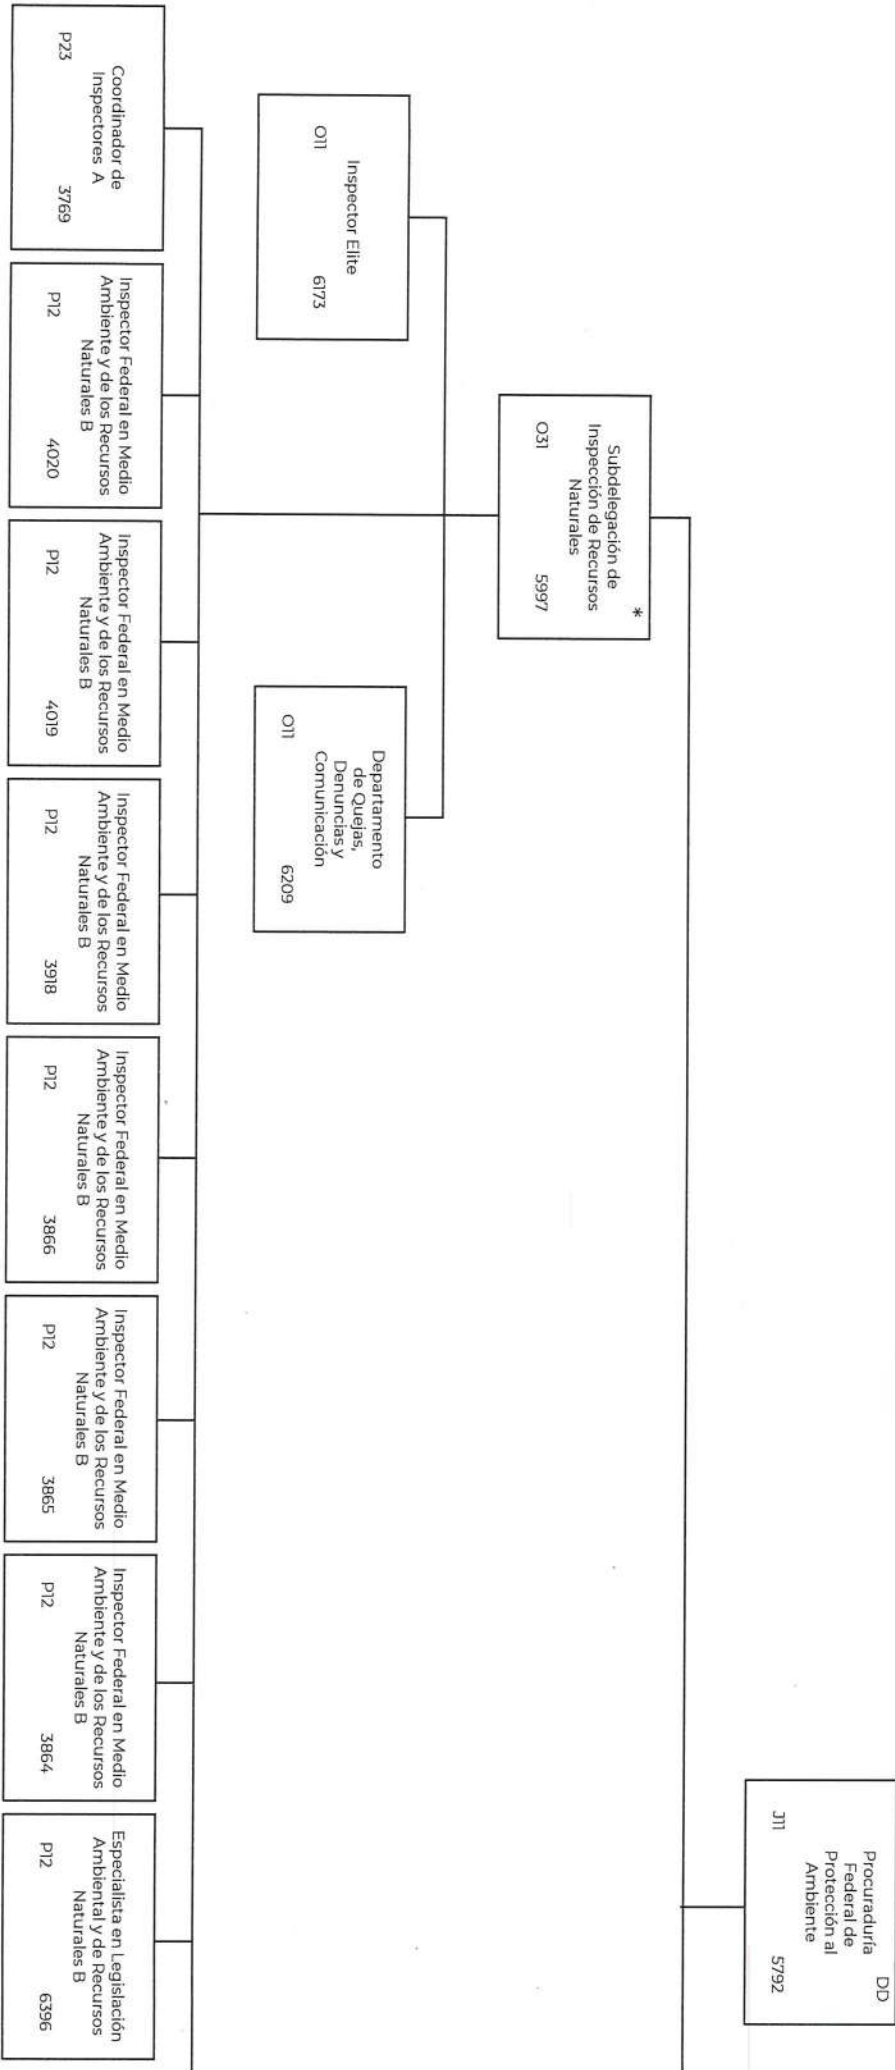 DD
Procuraduría
Federal de
Protección al
Ambiente
J11 5792
*
Subdelegación de
Inspección de Recursos
Naturales
O31 5997
Inspector Elite
O11 6173
Departamento
de Quejas,
Denuncias y
Comunicación
O11 6209
Coordinador de
Inspectores A
P23 3769
Inspector Federal en Medio
Ambiente y de los Recursos
Naturales B
P12 4020
Inspector Federal en Medio
Ambiente y de los Recursos
Naturales B
P12 4019
Inspector Federal en Medio
Ambiente y de los Recursos
Naturales B
P12 3918
Inspector Federal en Medio
Ambiente y de los Recursos
Naturales B
P12 3866
Inspector Federal en Medio
Ambiente y de los Recursos
Naturales B
P12 3865
Inspector Federal en Medio
Ambiente y de los Recursos
Naturales B
P12 3864
Especialista en Legislación
Ambiental y de Recursos
Naturales B
P12 6396